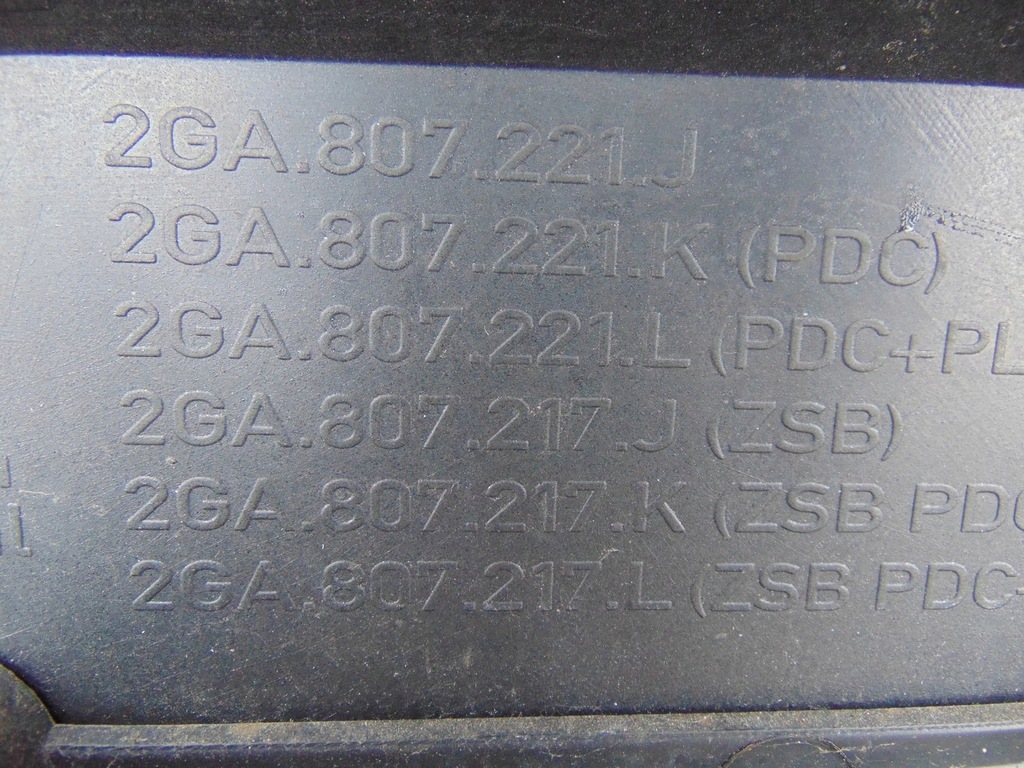 2GA.807.221.J
2GA.807.221.K (PDC)
2GA.807.221.L (PDC+PL
2GA.807.217.J (ZSB)
2GA.807.217.K (ZSB PDC
2GA.807.217.L (ZSB PDC+